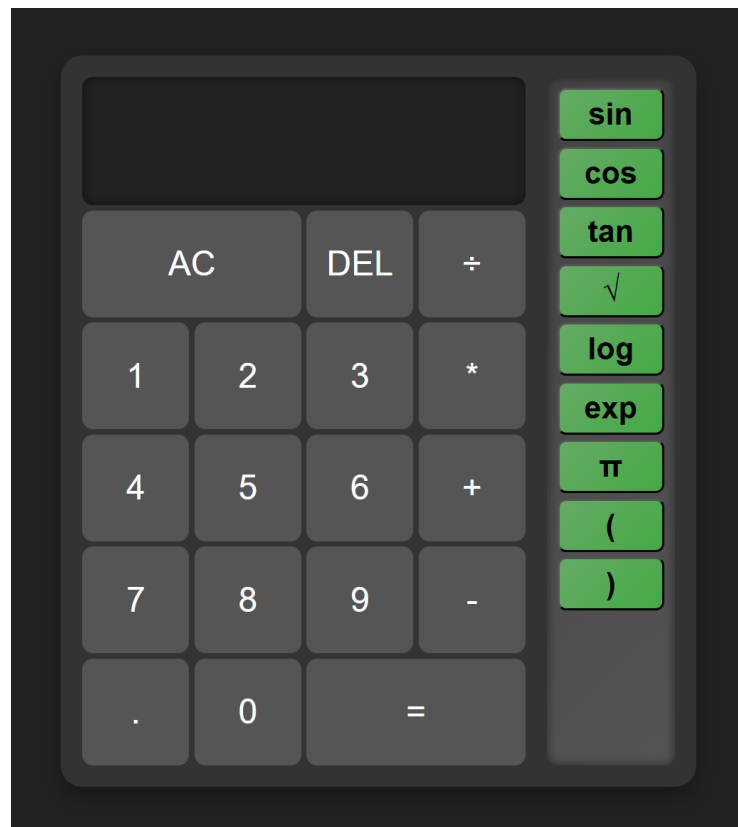 AC DEL ÷
1 2 3 *
4 5 6 +
7 8 9 -
. 0 =
sin
cos
tan
√
log
exp
π
(
)